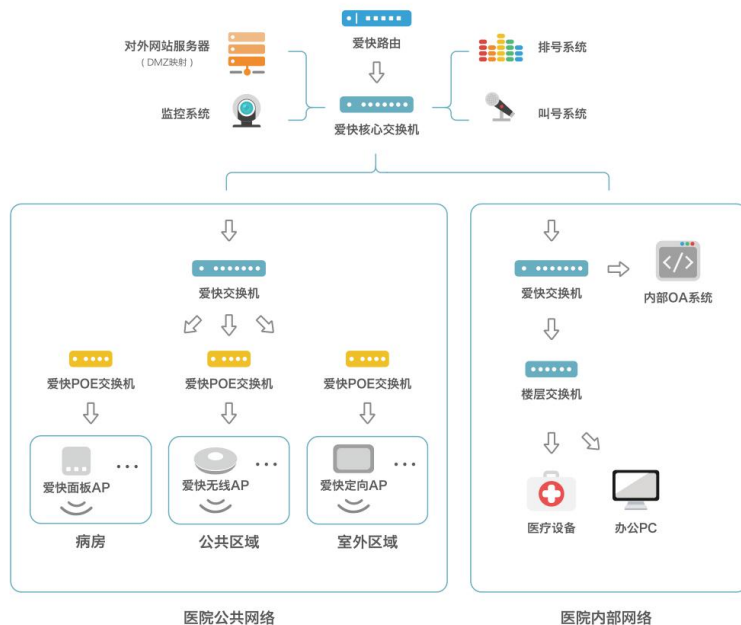 对外网站服务器
（DMZ映射）
爱快路由
排号系统
监控系统
爱快核心交换机
叫号系统
爱快交换机
爱快POE交换机
爱快POE交换机
爱快POE交换机
爱快面板AP
爱快无线AP
爱快定向AP
病房
公共区域
室外区域
医院公共网络
爱快交换机
内部OA系统
楼层交换机
医疗设备
办公PC
医院内部网络